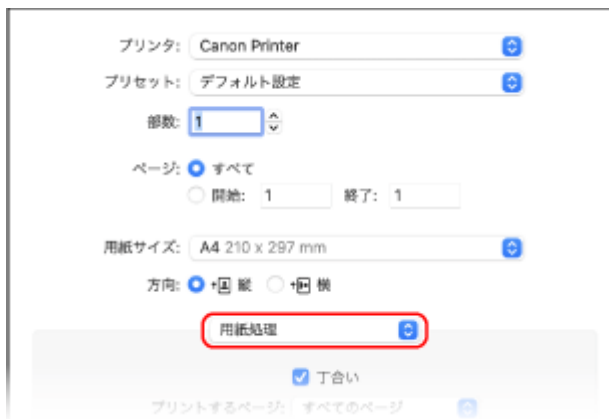 プリンタ: Canon Printer
プリセット: デフォルト設定
部数: 1
ページ: すべて
開始: 1 終了: 1
用紙サイズ: A4 210 x 297 mm
方向: 縦 横
用紙処理
丁合い
プリントするページ: すべてのページ